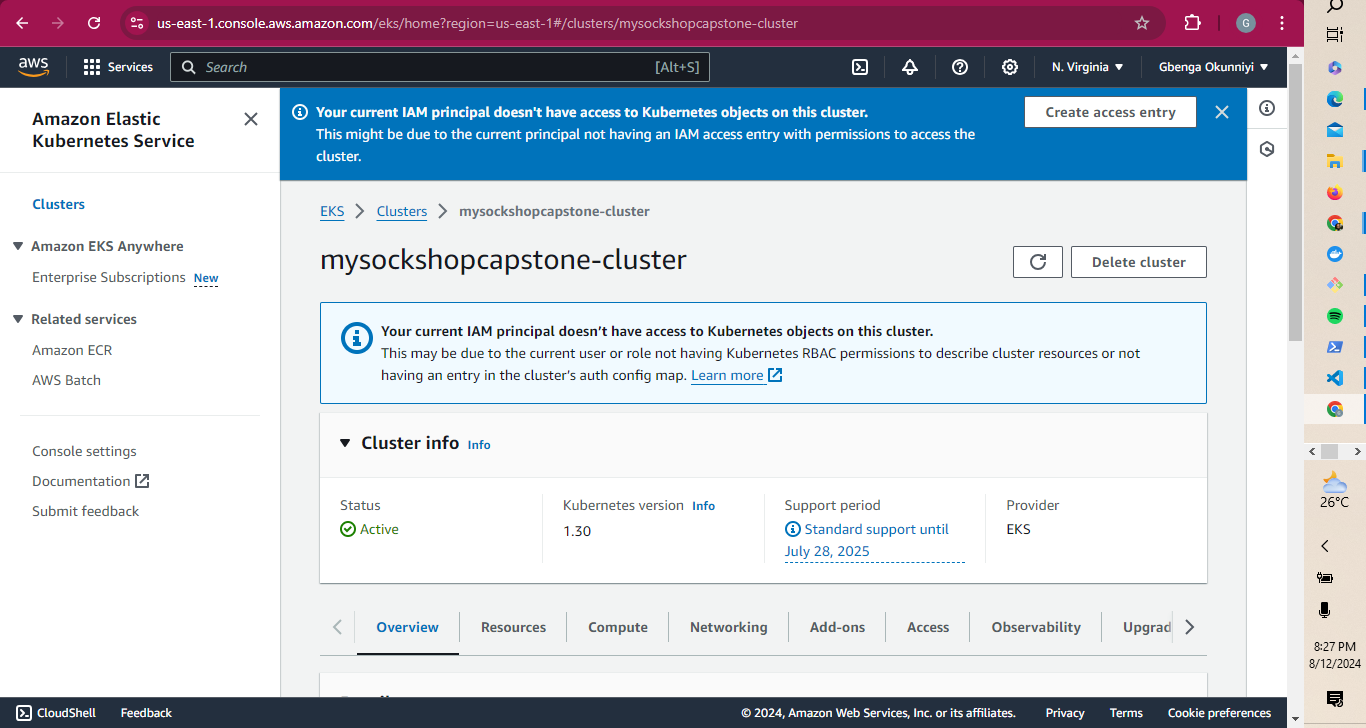 us-east-1.console.aws.amazon.com/eks/home?region=us-east-1#/clusters/mysockshopcapstone-cluster
G
aws
Services
Search
[Alt+S]
N. Virginia
Gbenga Okunniyi
Amazon Elastic
Kubernetes Service
Clusters
Amazon EKS Anywhere
Enterprise Subscriptions New
Related services
Amazon ECR
AWS Batch
Console settings
Documentation
Submit feedback
Your current IAM principal doesn't have access to Kubernetes objects on this cluster.
This might be due to the current principal not having an IAM access entry with permissions to access the
cluster.
Create access entry
EKS
Clusters
mysockshopcapstone-cluster
mysockshopcapstone-cluster
Delete cluster
Your current IAM principal doesn’t have access to Kubernetes objects on this cluster.
This may be due to the current user or role not having Kubernetes RBAC permissions to describe cluster resources or not
having an entry in the cluster’s auth config map. Learn more
Cluster info Info
Status
Active
Kubernetes version Info
1.30
Support period
Standard support until
July 28, 2025
Provider
EKS
Overview
Resources
Compute
Networking
Add-ons
Access
Observability
Upgrad
CloudShell
Feedback
© 2024, Amazon Web Services, Inc. or its affiliates.
Privacy
Terms
Cookie preferences
26°C
8:27 PM
8/12/2024